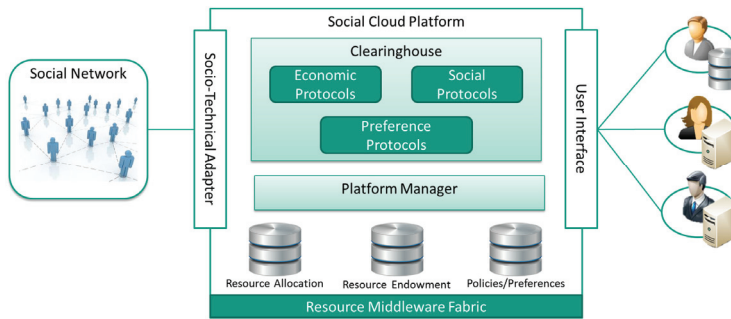 Social Cloud Platform
Social Network
Socio-Technical Adapter
Clearinghouse
Economic
Protocols
Social
Protocols
Preference
Protocols
Platform Manager
Resource Allocation
Resource Endowment
Policies/Preferences
Resource Middleware Fabric
User Interface